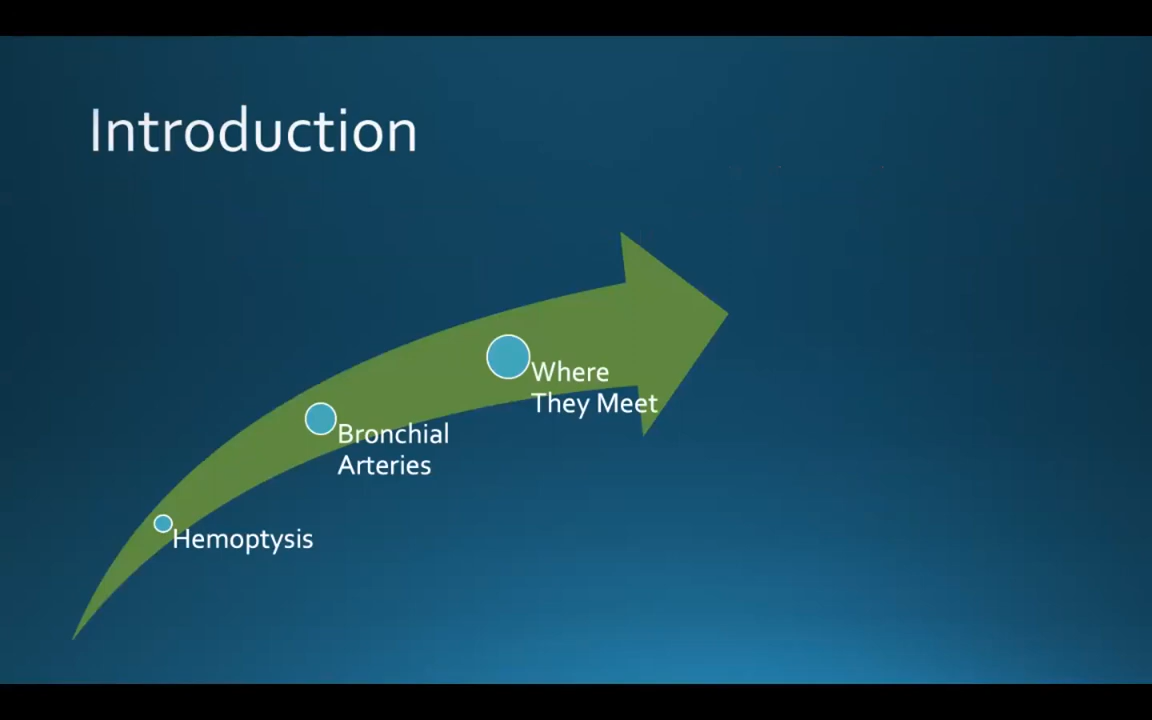 Introduction
Where
They Meet
Bronchial
Arteries
Hemoptysis